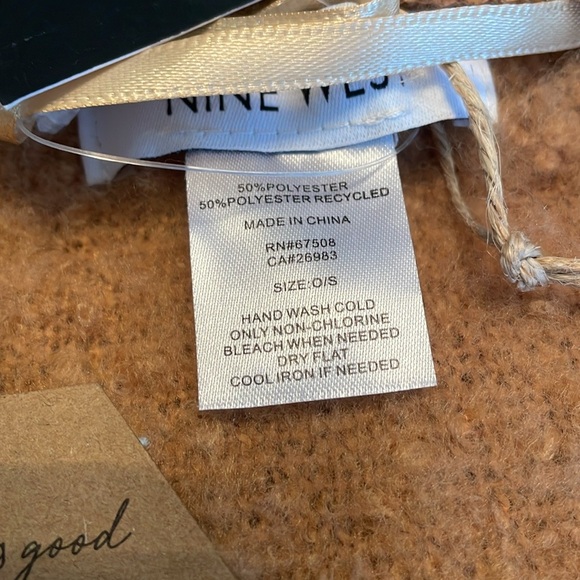 NINE WEST
50%POLYESTER
50%POLYESTER RECYCLED
MADE IN CHINA
RN#67508
CA#26983
SIZE:O/S
HAND WASH COLD
ONLY NON-CHLORINE
BLEACH WHEN NEEDED
DRY FLAT
COOL IRON IF NEEDED
good